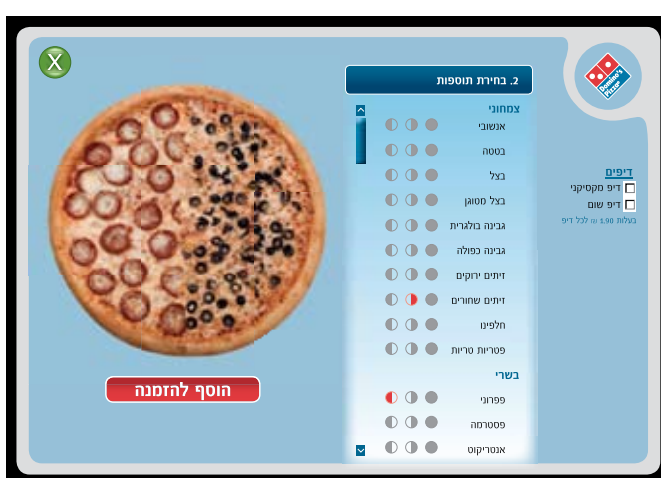 X
2. בחירת תוספות
צמחוני
אנשובי
בטטה
בצל
בצל מטוגן
גבינה בולגרית
גבינה כפולה
זיתים ירוקים
זיתים שחורים
חלפינו
פטריות טריות
בשרי
פפרוני
פסטרמה
אנטריקוט
Domino's
Pizza
דיפים
דיפ מקסיקני
דיפ שום
בעלות 1.90 ₪ לכל דיפ
הוסף להזמנה